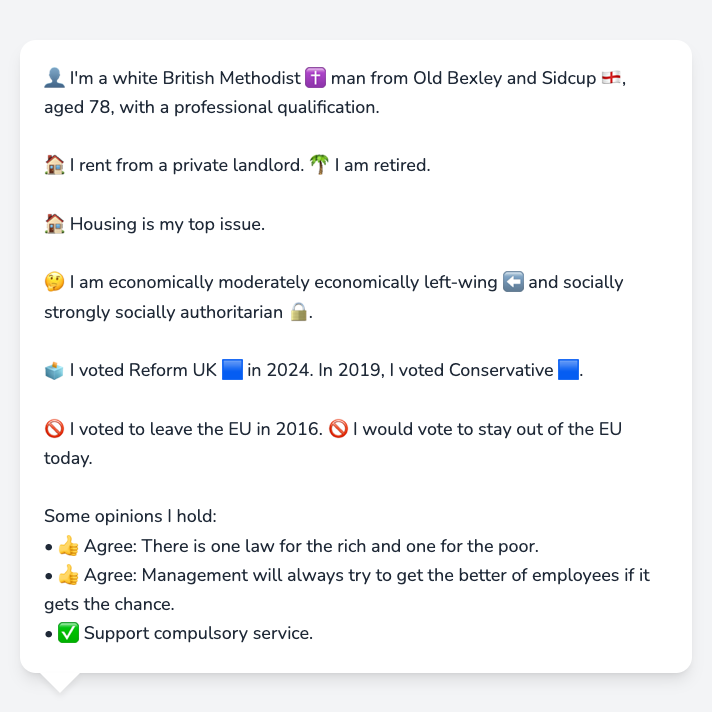 👤 I'm a white British Methodist ✝️ man from Old Bexley and Sidcup 🏴󠁧󠁢󠁥󠁮󠁧󠁿,
aged 78, with a professional qualification.
🏠 I rent from a private landlord. 🌴 I am retired.
🏠 Housing is my top issue.
🤔 I am economically moderately economically left-wing ⬅️ and socially
strongly socially authoritarian 🔒.
🗳️ I voted Reform UK 🟦 in 2024. In 2019, I voted Conservative 🟦.
🚫 I voted to leave the EU in 2016. 🚫 I would vote to stay out of the EU
today.
Some opinions I hold:
• 👍 Agree: There is one law for the rich and one for the poor.
• 👍 Agree: Management will always try to get the better of employees if it
gets the chance.
• ✅ Support compulsory service.